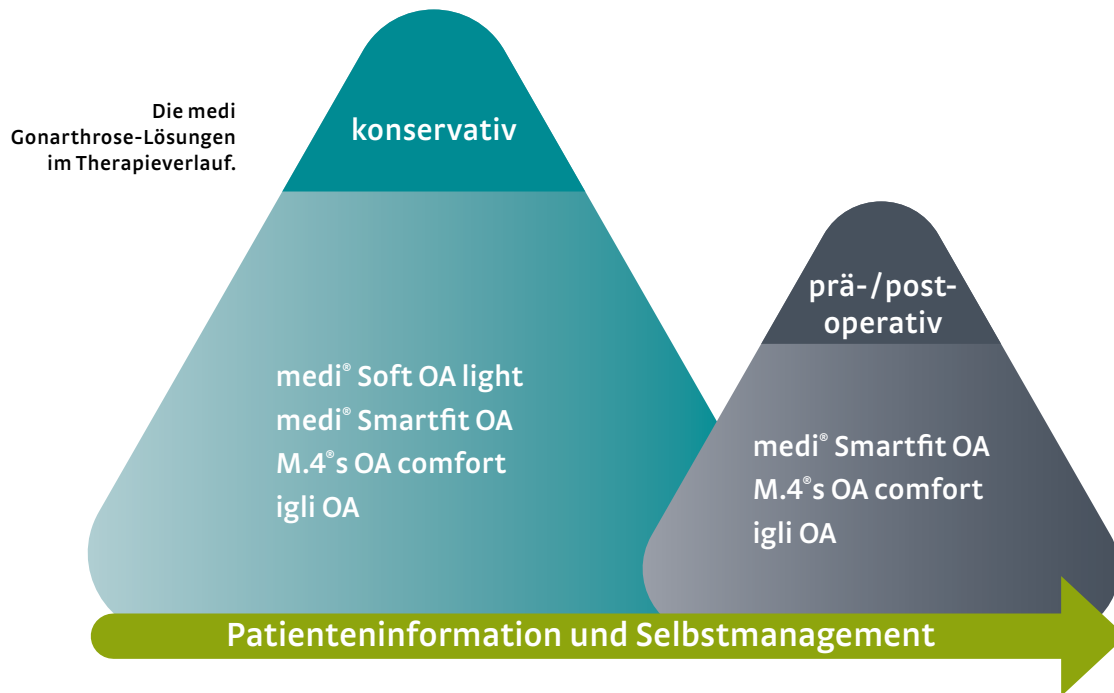 Die medi
Gonarthrose-Lösungen
im Therapieverlauf.
konservativ
medi® Soft OA light
medi® Smartfit OA
M.4®s OA comfort
igli OA
prä-/post-
operativ
medi® Smartfit OA
M.4®s OA comfort
igli OA
Patienteninformation und Selbstmanagement